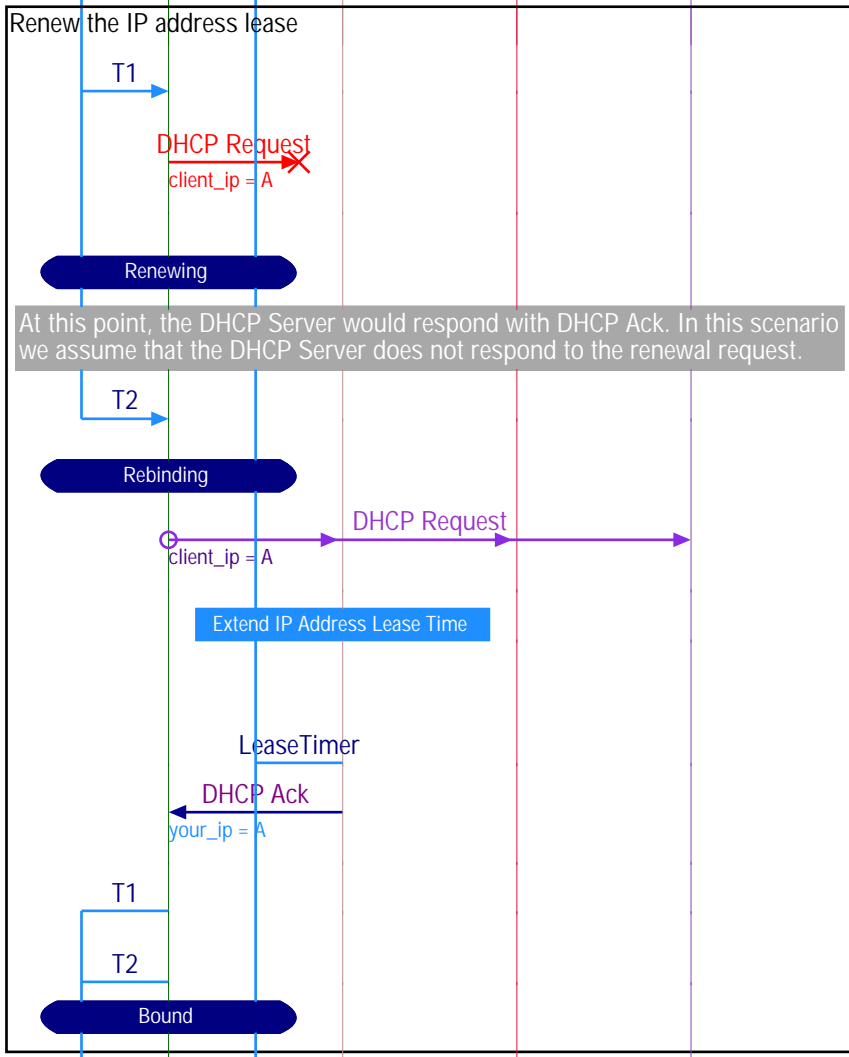 Renew the IP address lease
T1
DHCP Request
client_ip = A
Renewing
At this point, the DHCP Server would respond with DHCP Ack. In this scenario
we assume that the DHCP Server does not respond to the renewal request.
T2
Rebinding
DHCP Request
client_ip = A
Extend IP Address Lease Time
LeaseTimer
DHCP Ack
your_ip = A
T1
T2
Bound